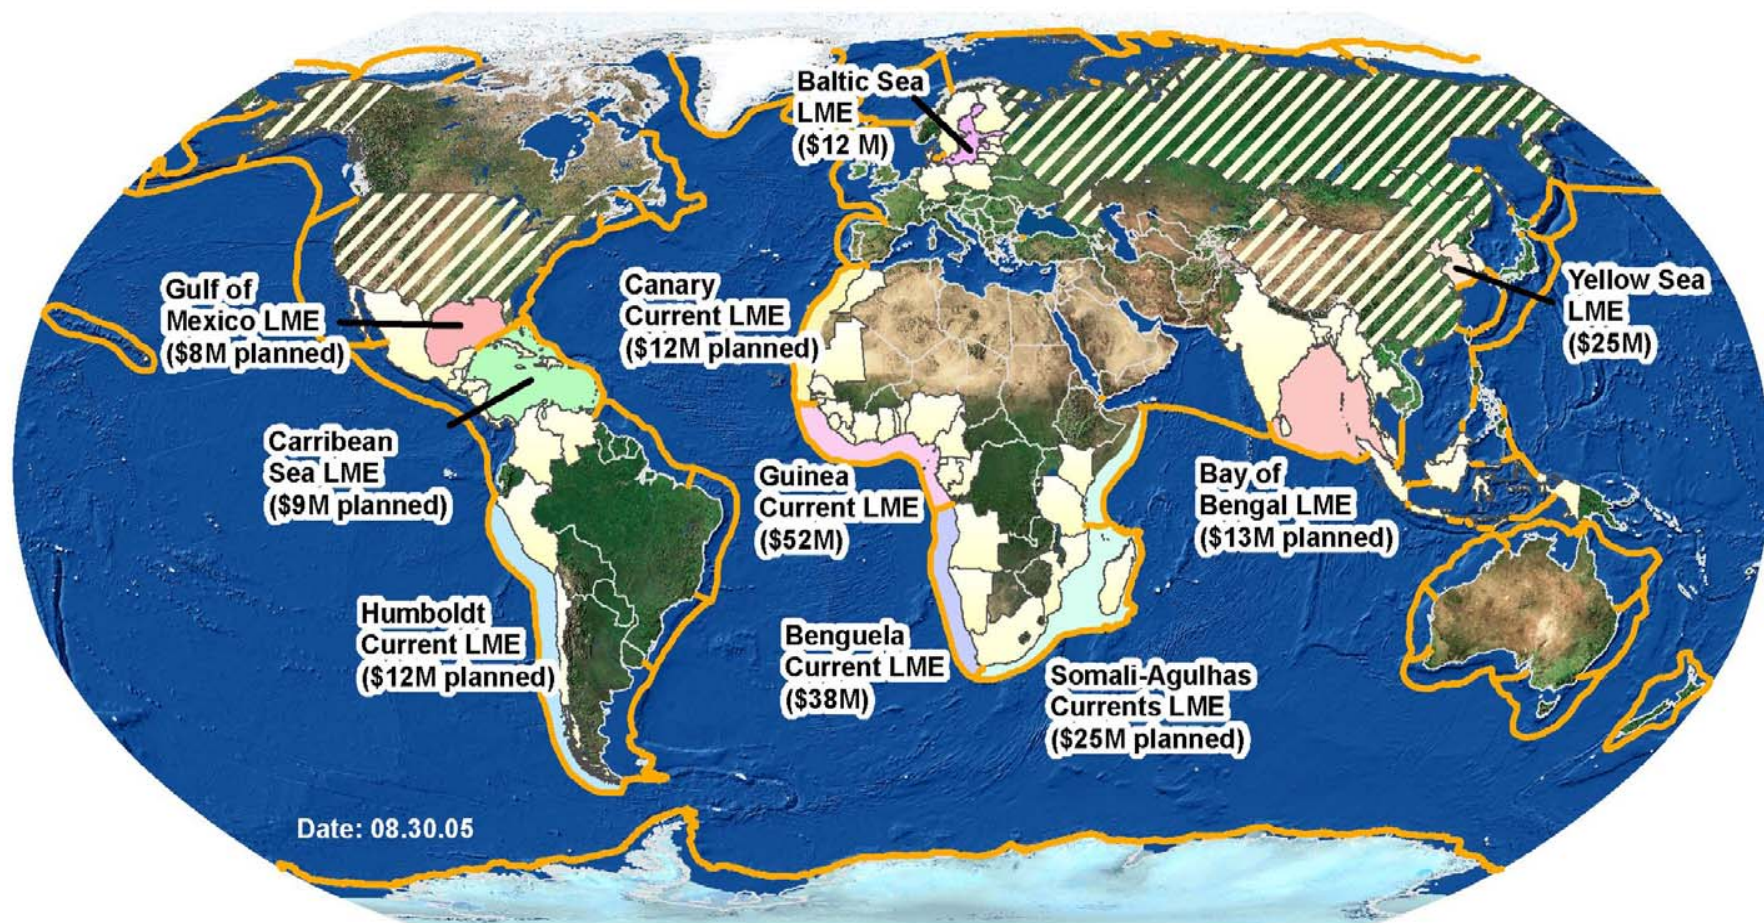 Baltic Sea
LME
($12 M)
Gulf of
Mexico LME
($8M planned)
Canary
Current LME
($12M planned)
Yellow Sea
LME
($25M)
Carribean
Sea LME
($9M planned)
Guinea
Current LME
($52M)
Bay of
Bengal LME
($13M planned)
Humboldt
Current LME
($12M planned)
Benguela
Current LME
($38M)
Somali-Agulhas
Currents LME
($25M planned)
Date: 08.30.05